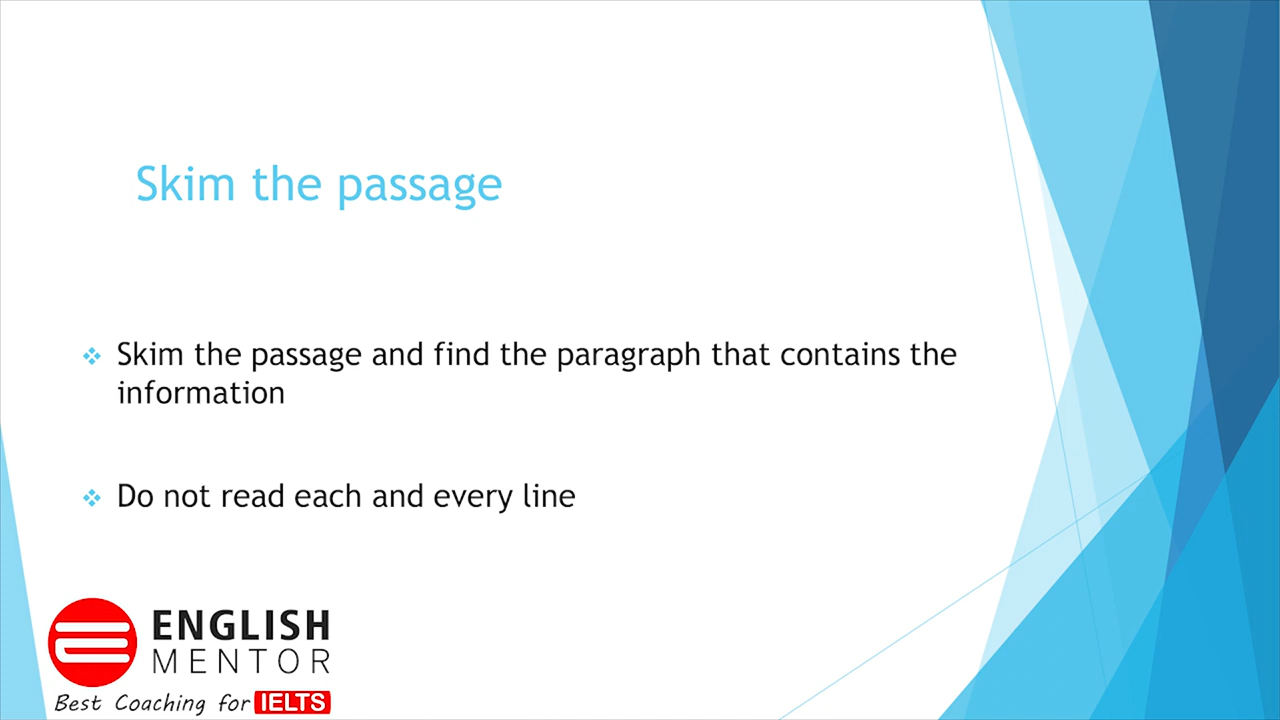 Skim the passage
Skim the passage and find the paragraph that contains the
information
Do not read each and every line
ENGLISH
MENTOR
Best Coaching for IELTS